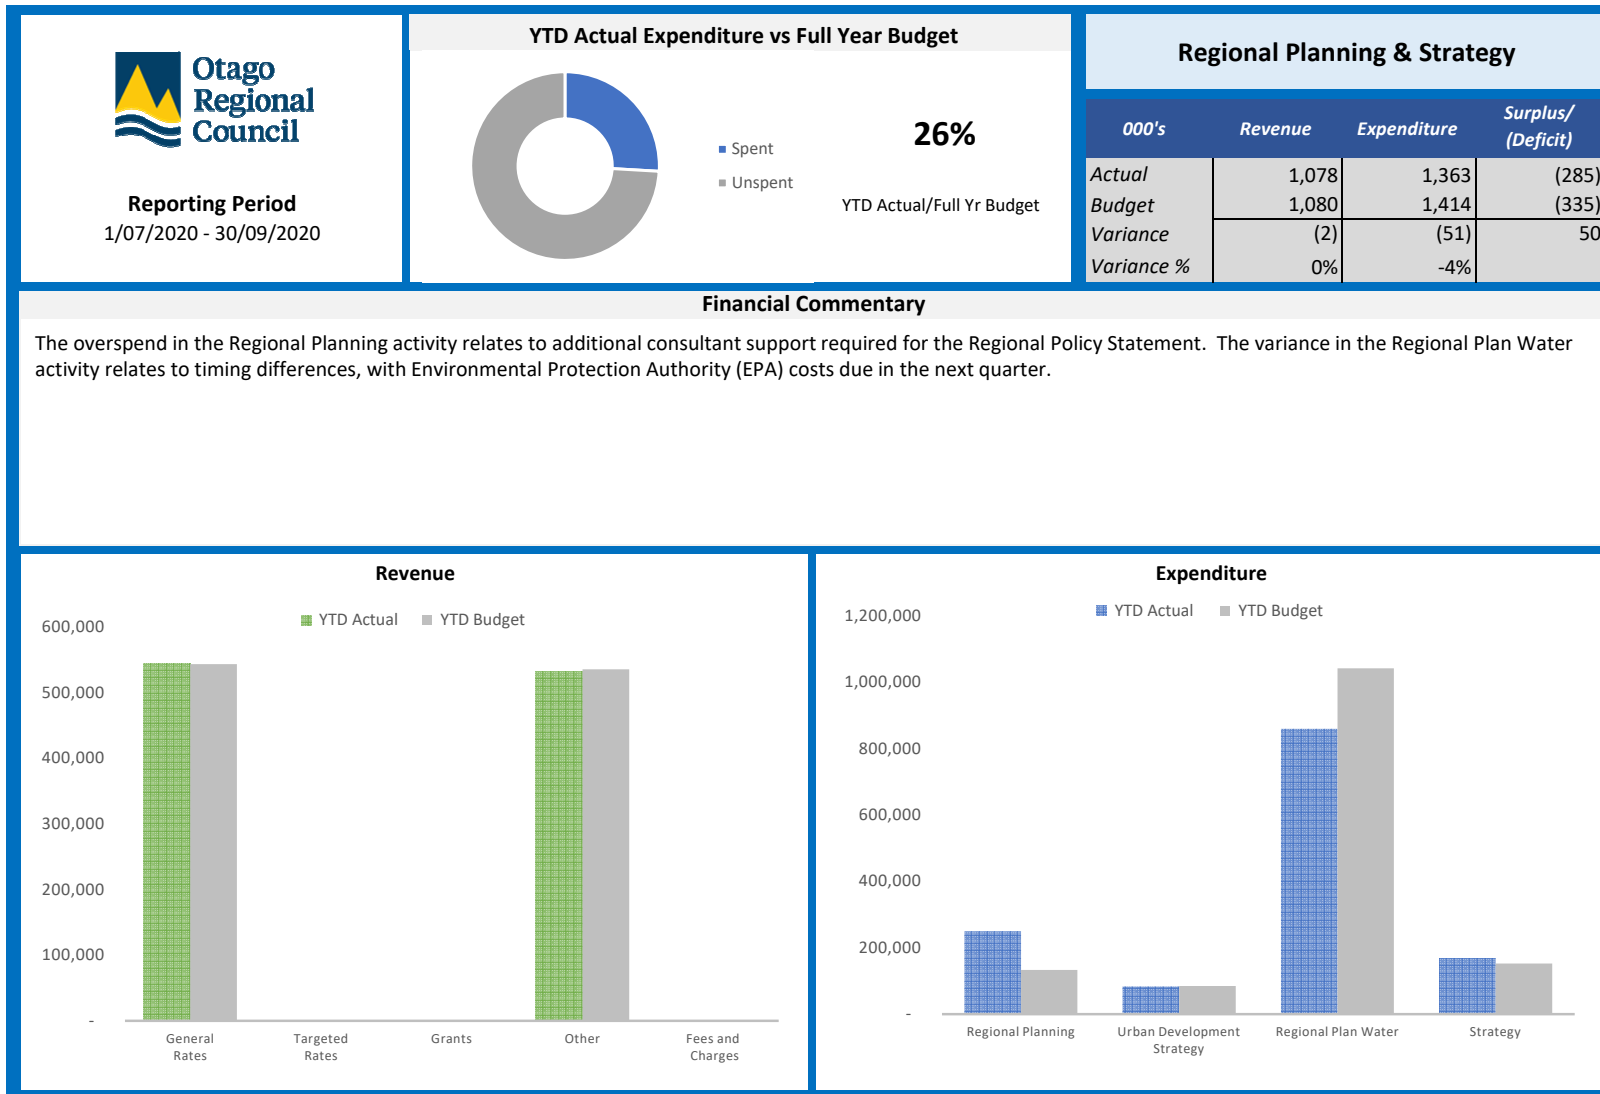 Otago
Regional
Council
Reporting Period
1/07/2020 - 30/09/2020
YTD Actual Expenditure vs Full Year Budget
Spent
Unspent
26%
YTD Actual/Full Yr Budget
Regional Planning & Strategy
000's Revenue Expenditure Surplus/ (Deficit)
Actual 1,078 1,363 (285)
Budget 1,080 1,414 (335)
Variance (2) (51) 50
Variance % 0% -4%
Financial Commentary
The overspend in the Regional Planning activity relates to additional consultant support required for the Regional Policy Statement.  The variance in the Regional Plan Water
activity relates to timing differences, with Environmental Protection Authority (EPA) costs due in the next quarter.
Revenue
YTD Actual YTD Budget
600,000
500,000
400,000
300,000
200,000
100,000
-
General Rates
Targeted Rates
Grants
Other
Fees and Charges
Expenditure
YTD Actual YTD Budget
1,200,000
1,000,000
800,000
600,000
400,000
200,000
-
Regional Planning
Urban Development Strategy
Regional Plan Water
Strategy